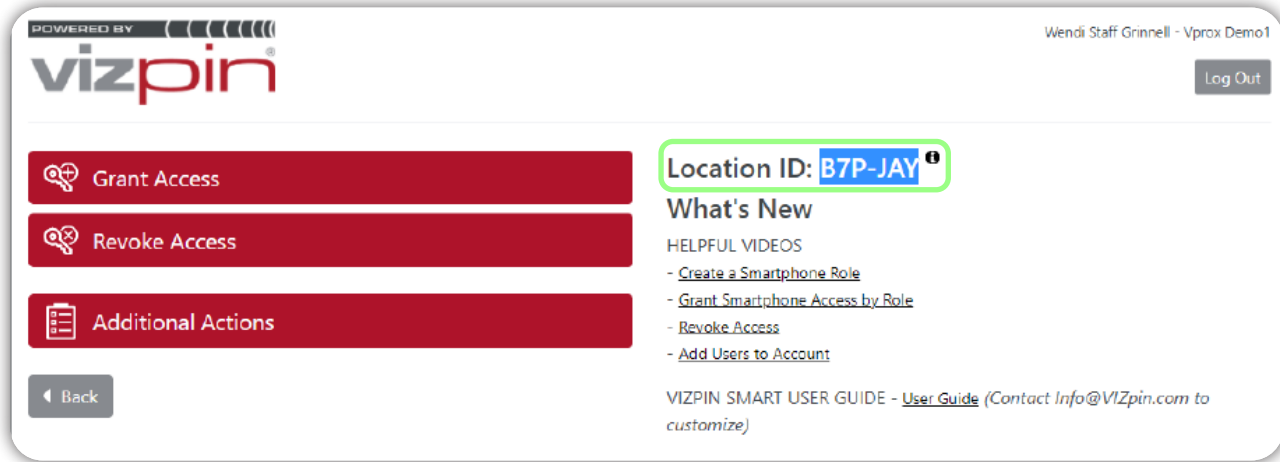 POWERED BY
vizpin®
Wendi Staff Grinnell - Vprox Demo1
Log Out
Grant Access
Revoke Access
Additional Actions
Back
Location ID: B7P-JAY
What's New
HELPFUL VIDEOS
- Create a Smartphone Role
- Grant Smartphone Access by Role
- Revoke Access
- Add Users to Account
VIZPIN SMART USER GUIDE - User Guide (Contact Info@VIZpin.com to
customize)